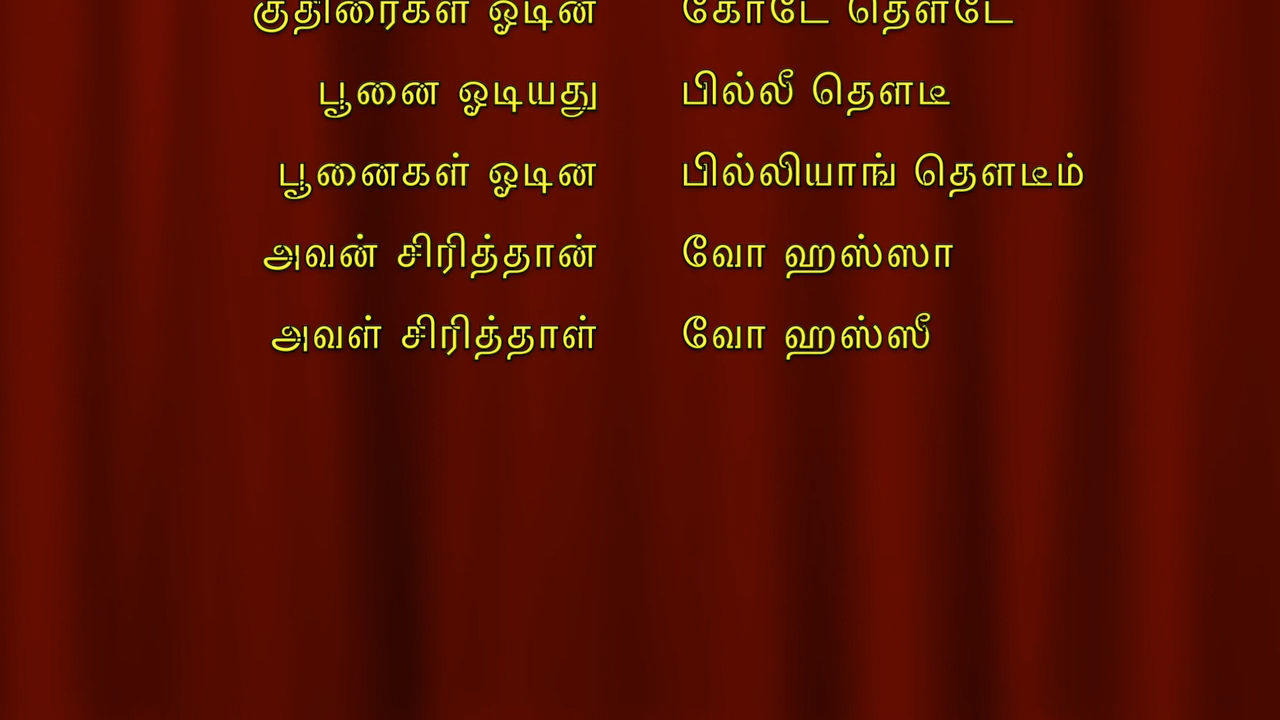 குதிரைகள் ஓடின கோடே தௌடே
பூனை ஓடியது பில்லீ தௌடீ
பூனைகள் ஓடின பில்லியாங் தௌடீம்
அவன் சிரித்தான் வோ ஹஸ்ஸா
அவள் சிரித்தாள் வோ ஹஸ்ஸீ